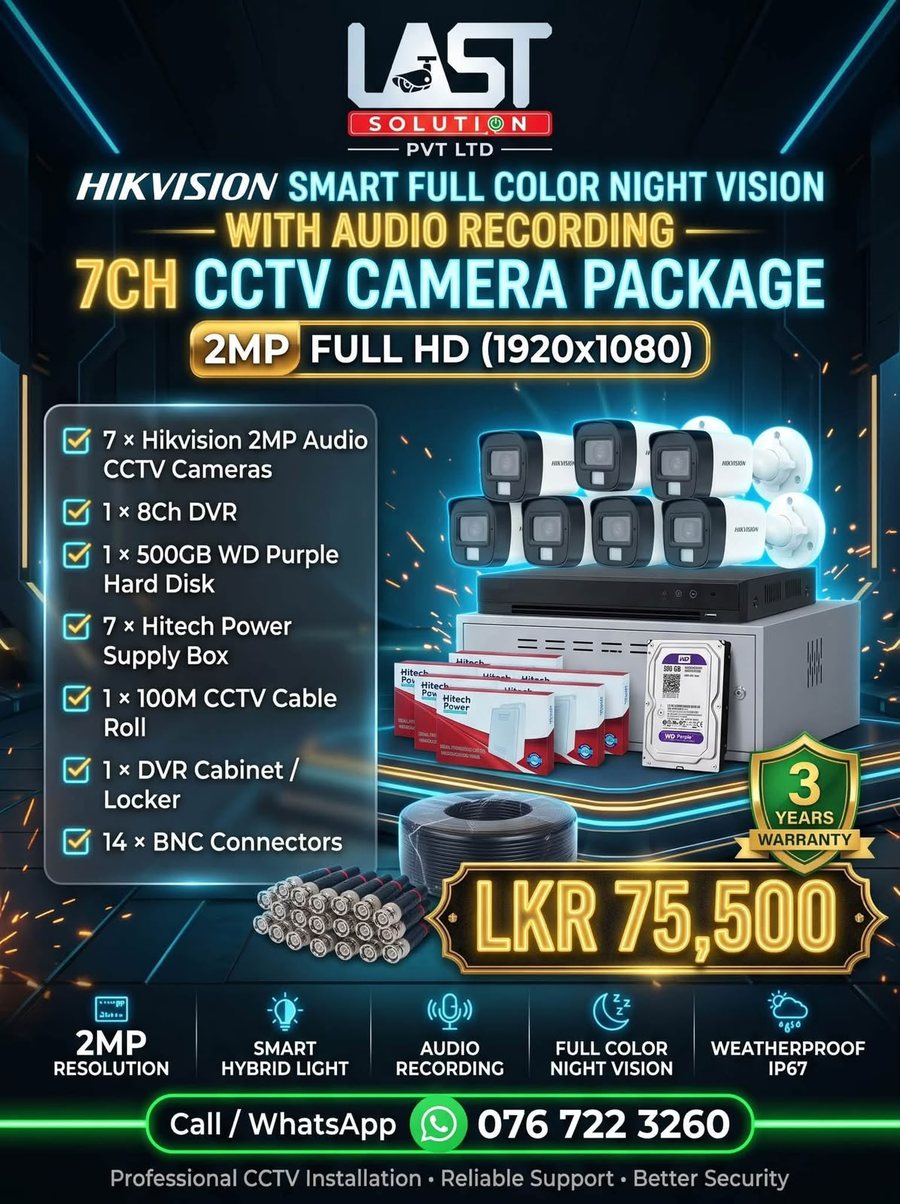 LAST
SOLUTION
PVT LTD
HIKVISION SMART FULL COLOR NIGHT VISION
WITH AUDIO RECORDING
7CH CCTV CAMERA PACKAGE
2MP FULL HD (1920x1080)
7 × Hikvision 2MP Audio
CCTV Cameras
1 × 8Ch DVR
1 × 500GB WD Purple
Hard Disk
7 × Hitech Power
Supply Box
1 × 100M CCTV Cable
Roll
1 × DVR Cabinet /
Locker
14 × BNC Connectors
HIKVISION
HIKVISION
HIKVISION
HIKVISION
WD
WD Purple
Hitech
Power
3
YEARS
WARRANTY
LKR 75,500
2MP
RESOLUTION
SMART
HYBRID LIGHT
AUDIO
RECORDING
FULL COLOR
NIGHT VISION
WEATHERPROOF
IP67
Call / WhatsApp 076 722 3260
Professional CCTV Installation • Reliable Support • Better Security